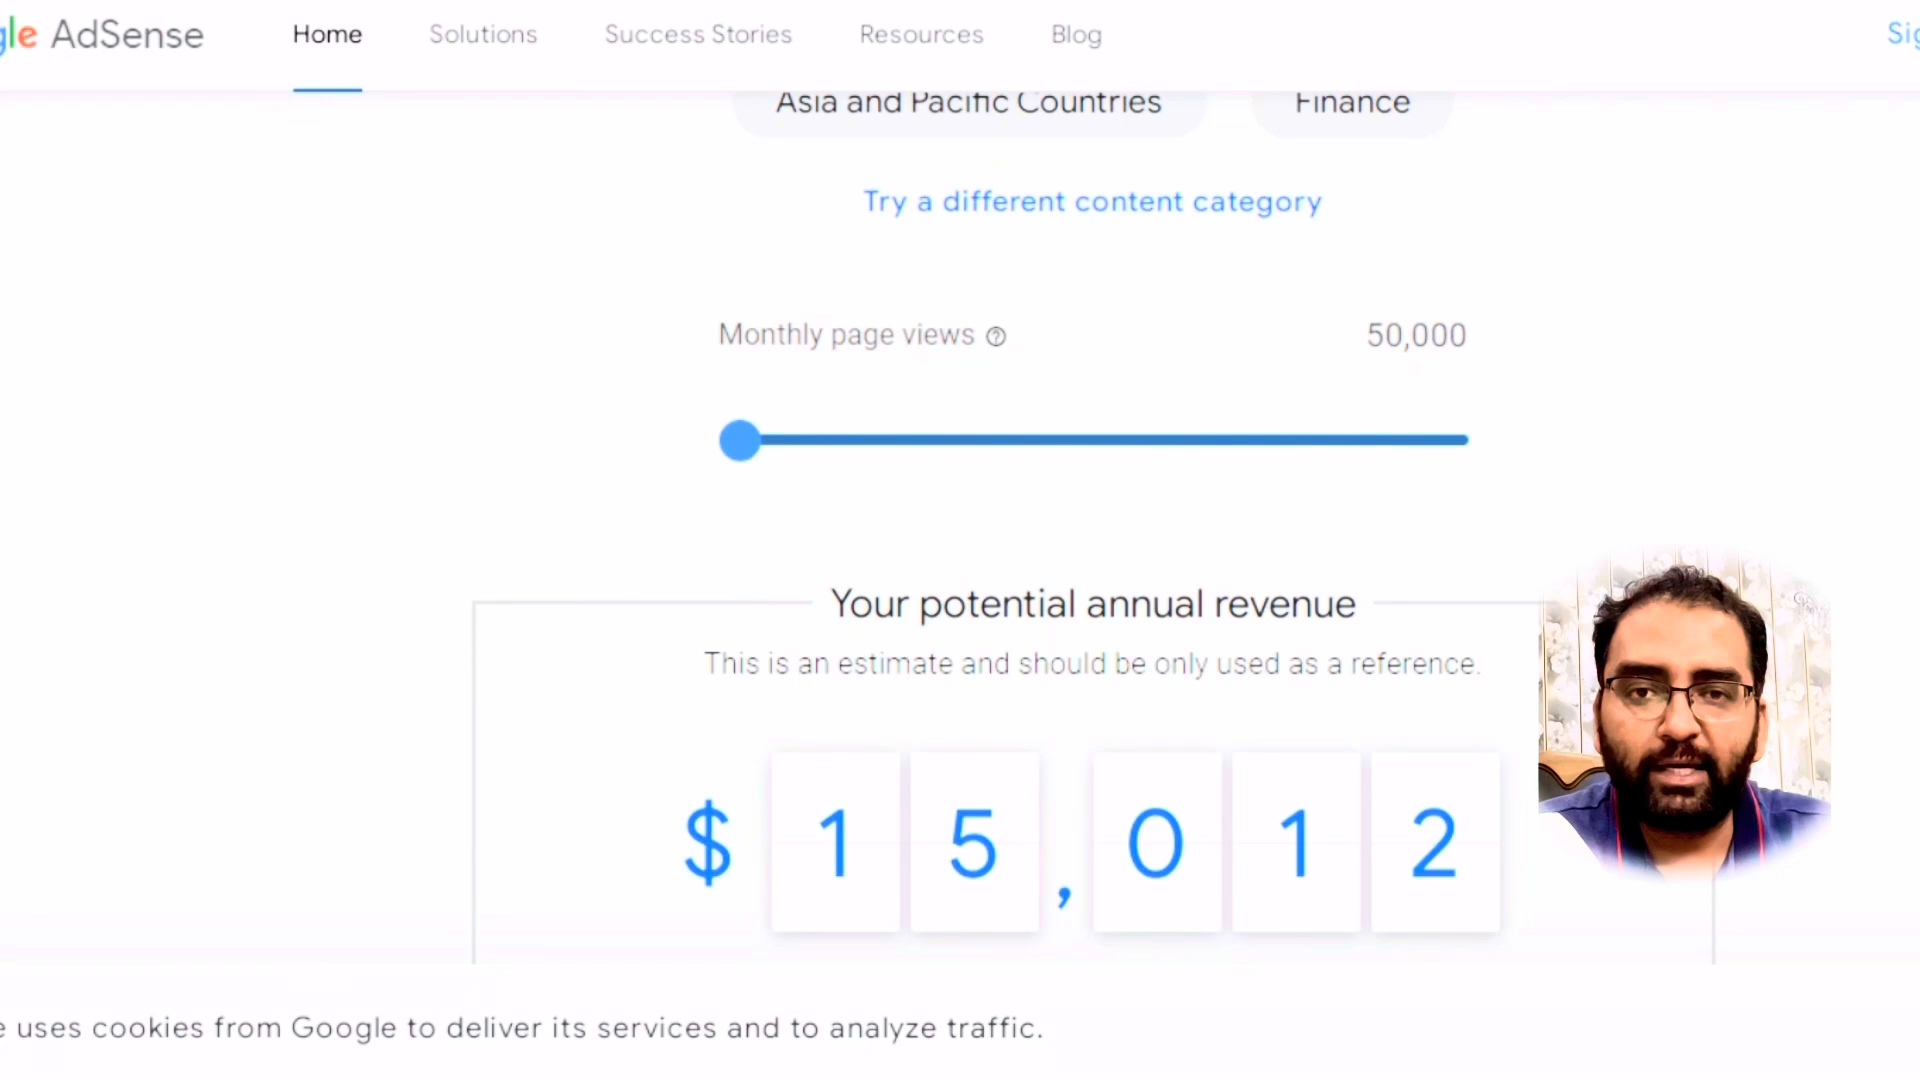 gle AdSense Home Solutions Success Stories Resources Blog Sig
Asia and Pacific Countries Finance
Try a different content category
Monthly page views 50,000
Your potential annual revenue
This is an estimate and should be only used as a reference.
$ 15,012
e uses cookies from Google to deliver its services and to analyze traffic.